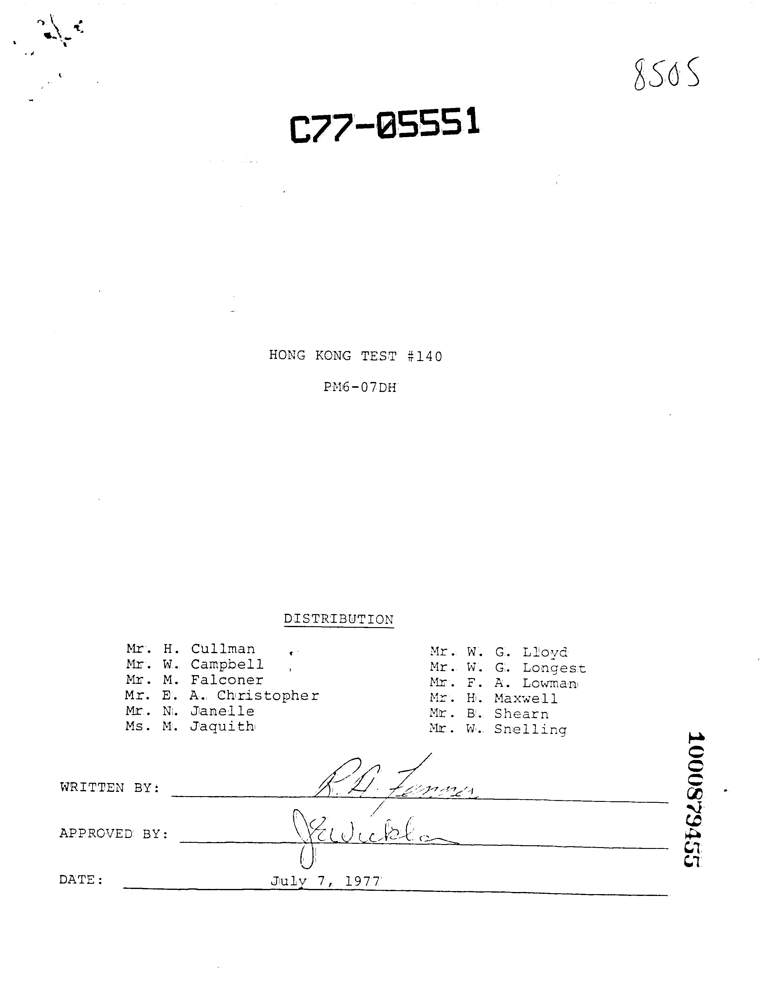 8505
C77-05551
HONG KONG TEST #140
PM6-07DH
DISTRIBUTION
Mr. H. Cullman
Mr. W. Campbell
Mr. M. Falconer
Mr. E. A. Christopher
Mr. N. Janelle
Ms. M. Jaquith
Mr. W. G. Lloyd
Mr. W. G. Longest
Mr. F. A. Lowman
Mr. H. Maxwell
Mr. B. Shearn
Mr. W. Snelling
WRITTEN BY: R. D.
APPROVED BY:
DATE: July 7, 1977
1000879455